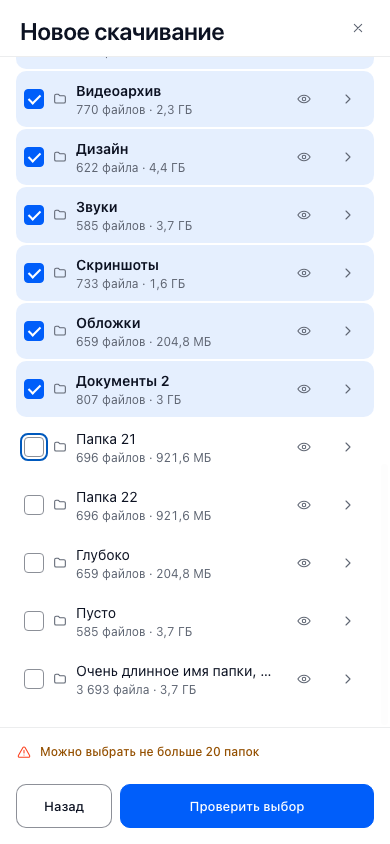 Новое скачивание
Видеоархив
770 файлов · 2,3 ГБ
Дизайн
622 файла · 4,4 ГБ
Звуки
585 файлов · 3,7 ГБ
Скриншоты
733 файла · 1,6 ГБ
Обложки
659 файлов · 204,8 МБ
Документы 2
807 файлов · 3 ГБ
Папка 21
696 файлов · 921,6 МБ
Папка 22
696 файлов · 921,6 МБ
Глубоко
659 файлов · 204,8 МБ
Пусто
585 файлов · 3,7 ГБ
Очень длинное имя папки, ...
3 693 файла · 3,7 ГБ
Можно выбрать не больше 20 папок
Назад
Проверить выбор